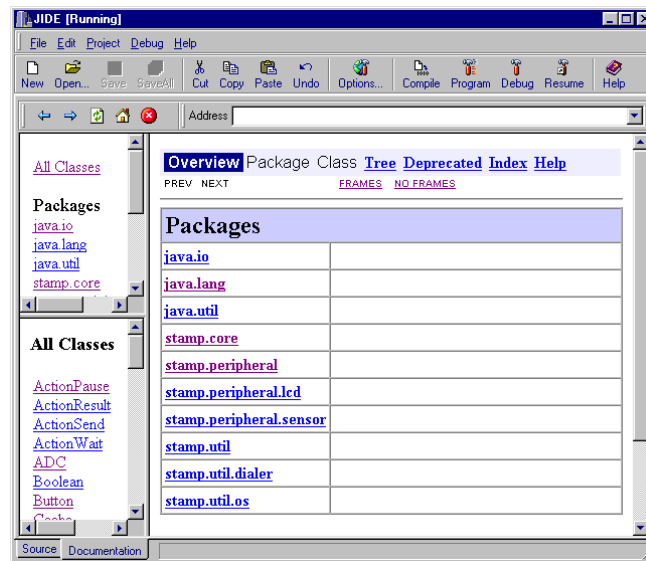 JIDE [Running]
File Edit Project Debug Help
New Open... Save SaveAll Cut Copy Paste Undo Options... Compile Program Debug Resume Help
Address
All Classes
Packages
java.io
java.lang
java.util
stamp.core
All Classes
ActionPause
ActionResult
ActionSend
ActionWait
ADC
Boolean
Button
Overview Package Class Tree Deprecated Index Help
PREV NEXT FRAMES NO FRAMES
Packages
java.io
java.lang
java.util
stamp.core
stamp.peripheral
stamp.peripheral.lcd
stamp.peripheral.sensor
stamp.util
stamp.util.dialer
stamp.util.os
Source Documentation